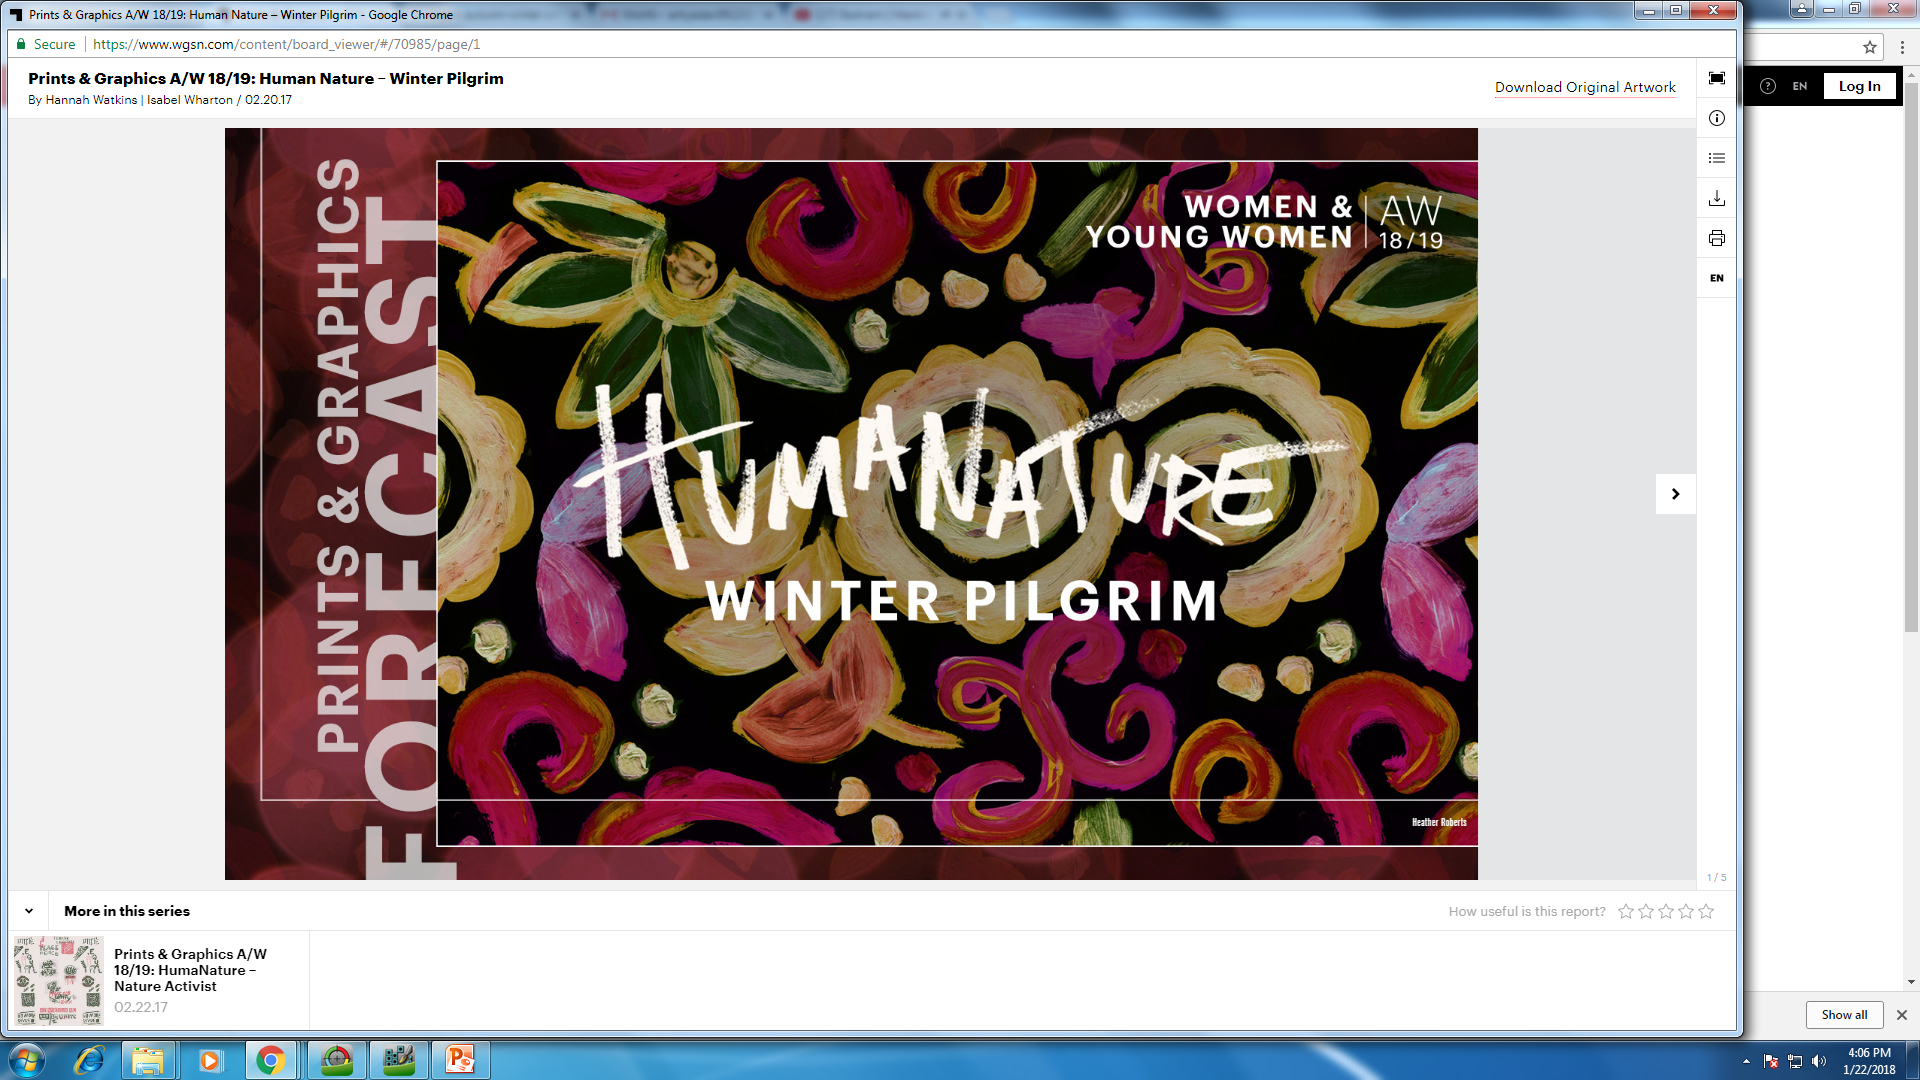 Prints & Graphics A/W 18/19: Human Nature – Winter Pilgrim - Google Chrome
Secure
https://www.wgsn.com/content/board_viewer/#/70985/page/1
Prints & Graphics A/W 18/19: Human Nature – Winter Pilgrim
By Hannah Watkins | Isabel Wharton / 02.20.17
Download Original Artwork
EN
Log In
EN
PRINTS & GRAPHICS
FORECAST
WOMEN &
YOUNG WOMEN
AW
18/19
HUMANATURE
WINTER PILGRIM
Heather Roberts
1 / 5
More in this series
How useful is this report?
Prints & Graphics A/W
18/19: HumaNature –
Nature Activist
02.22.17
Show all
4:06 PM
1/22/2018